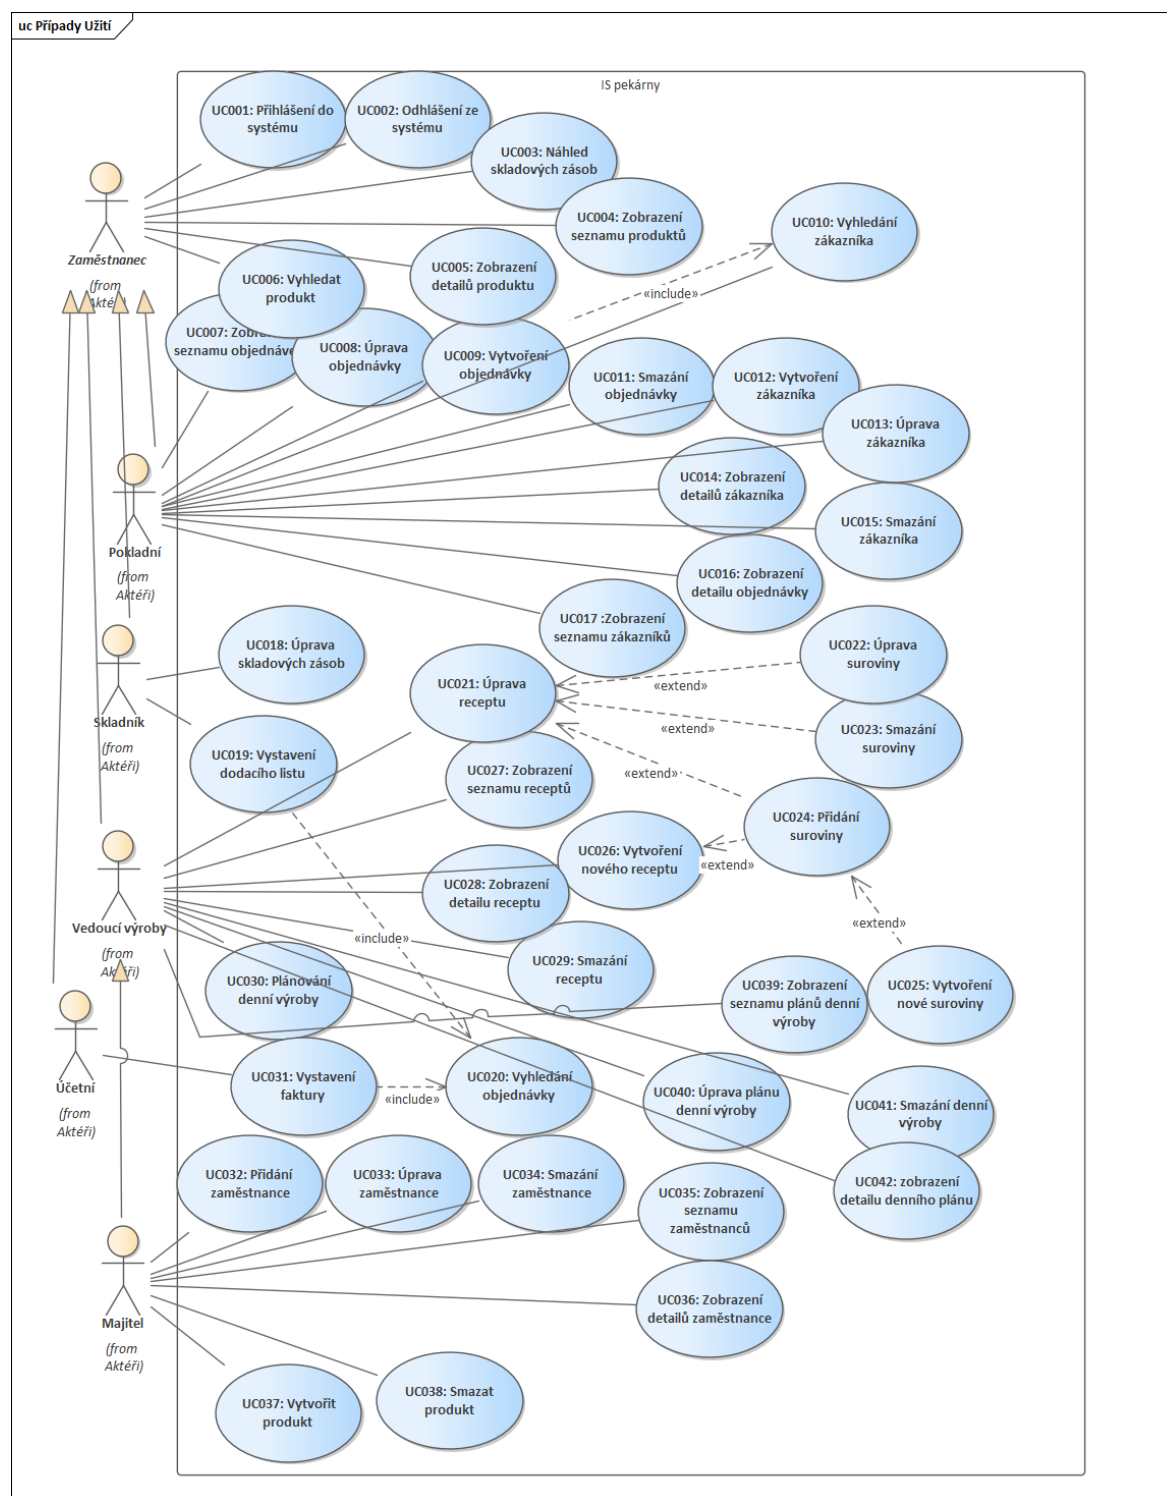 uc Případy Užití
IS pekárny
UC001: Přihlášení do
systému
UC002: Odhlášení ze
systému
UC003: Náhled
skladových zásob
UC004: Zobrazení
seznamu produktů
UC010: Vyhledání
zákazníka
Zaměstnanec
(from
UC005: Zobrazení
detailů produktu
UC006: Vyhledat
produkt
«include»
UC007:
seznamu
UC008: Úprava
objednávky
UC009: Vytvoření
objednávky
UC011: Smazání
objednávky
UC012: Vytvoření
zákazníka
UC013: Úprava
zákazníka
UC014: Zobrazení
detailů zákazníka
UC015: Smazání
zákazníka
Pokladní
(from
Aktéři)
UC016: Zobrazení
detailu objednávky
UC017 :Zobrazení
seznamu zákazníků
UC018: Úprava
skladových zásob
UC022: Úprava
suroviny
UC021: Úprava
receptu
«extend»
Skladník
(from
Aktéři)
«extend»
UC023: Smazání
suroviny
UC019: Vystavení
dodacího listu
UC027: Zobrazení
seznamu receptů
«extend»
UC024: Přidání
suroviny
UC026: Vytvoření
nového receptu
«extend»
UC028: Zobrazení
detailu receptu
Vedoucí výroby
(from
«include»
«extend»
UC029: Smazání
receptu
UC030: Plánování
denní výroby
UC039: Zobrazení
seznamu plánů denní
výroby
UC025: Vytvoření
nové suroviny
Účetní
(from
Aktéři)
UC031: Vystavení
faktury
«include»
UC020: Vyhledání
objednávky
UC040: Úprava plánu
denní výroby
UC041: Smazání denní
výroby
UC032: Přidání
zaměstnance
UC033: Úprava
zaměstnance
UC034: Smazání
zaměstnance
UC042: zobrazení
detailu denního plánu
UC035: Zobrazení
seznamu
zaměstnanců
UC036: Zobrazení
detailů zaměstnance
Majitel
(from
Aktéři)
UC037: Vytvořit
produkt
UC038: Smazat
produkt